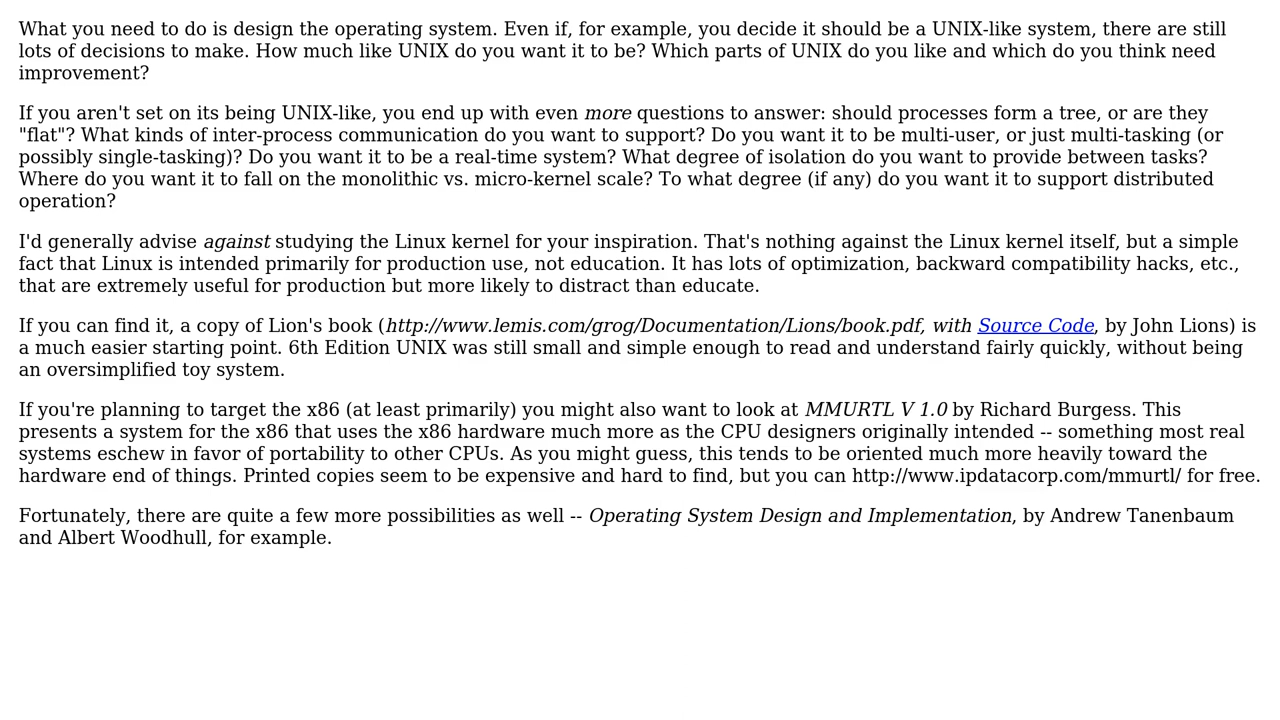 What you need to do is design the operating system. Even if, for example, you decide it should be a UNIX-like system, there are still
lots of decisions to make. How much like UNIX do you want it to be? Which parts of UNIX do you like and which do you think need
improvement?
If you aren't set on its being UNIX-like, you end up with even more questions to answer: should processes form a tree, or are they
"flat"? What kinds of inter-process communication do you want to support? Do you want it to be multi-user, or just multi-tasking (or
possibly single-tasking)? Do you want it to be a real-time system? What degree of isolation do you want to provide between tasks?
Where do you want it to fall on the monolithic vs. micro-kernel scale? To what degree (if any) do you want it to support distributed
operation?
I'd generally advise against studying the Linux kernel for your inspiration. That's nothing against the Linux kernel itself, but a simple
fact that Linux is intended primarily for production use, not education. It has lots of optimization, backward compatibility hacks, etc.,
that are extremely useful for production but more likely to distract than educate.
If you can find it, a copy of Lion's book (http://www.lemis.com/grog/Documentation/Lions/book.pdf, with Source Code, by John Lions) is
a much easier starting point. 6th Edition UNIX was still small and simple enough to read and understand fairly quickly, without being
an oversimplified toy system.
If you're planning to target the x86 (at least primarily) you might also want to look at MMURTL V 1.0 by Richard Burgess. This
presents a system for the x86 that uses the x86 hardware much more as the CPU designers originally intended -- something most real
systems eschew in favor of portability to other CPUs. As you might guess, this tends to be oriented much more heavily toward the
hardware end of things. Printed copies seem to be expensive and hard to find, but you can http://www.ipdatacorp.com/mmurtl/ for free.
Fortunately, there are quite a few more possibilities as well -- Operating System Design and Implementation, by Andrew Tanenbaum
and Albert Woodhull, for example.